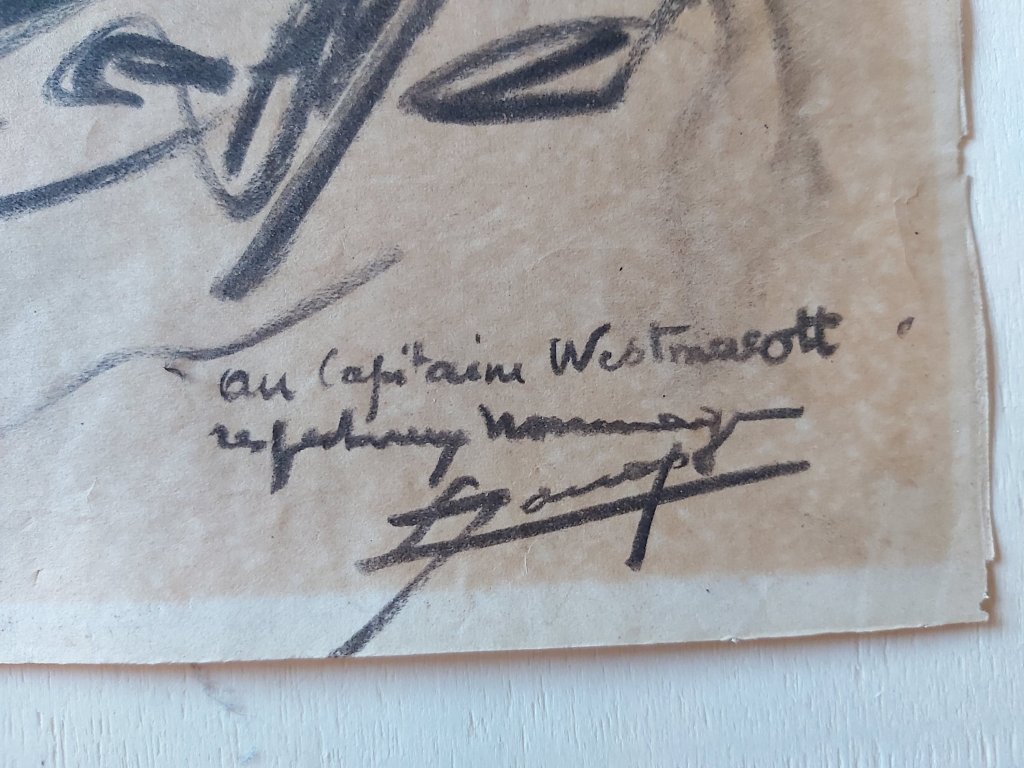 au Capitaine Westmacott
respectueux hommage